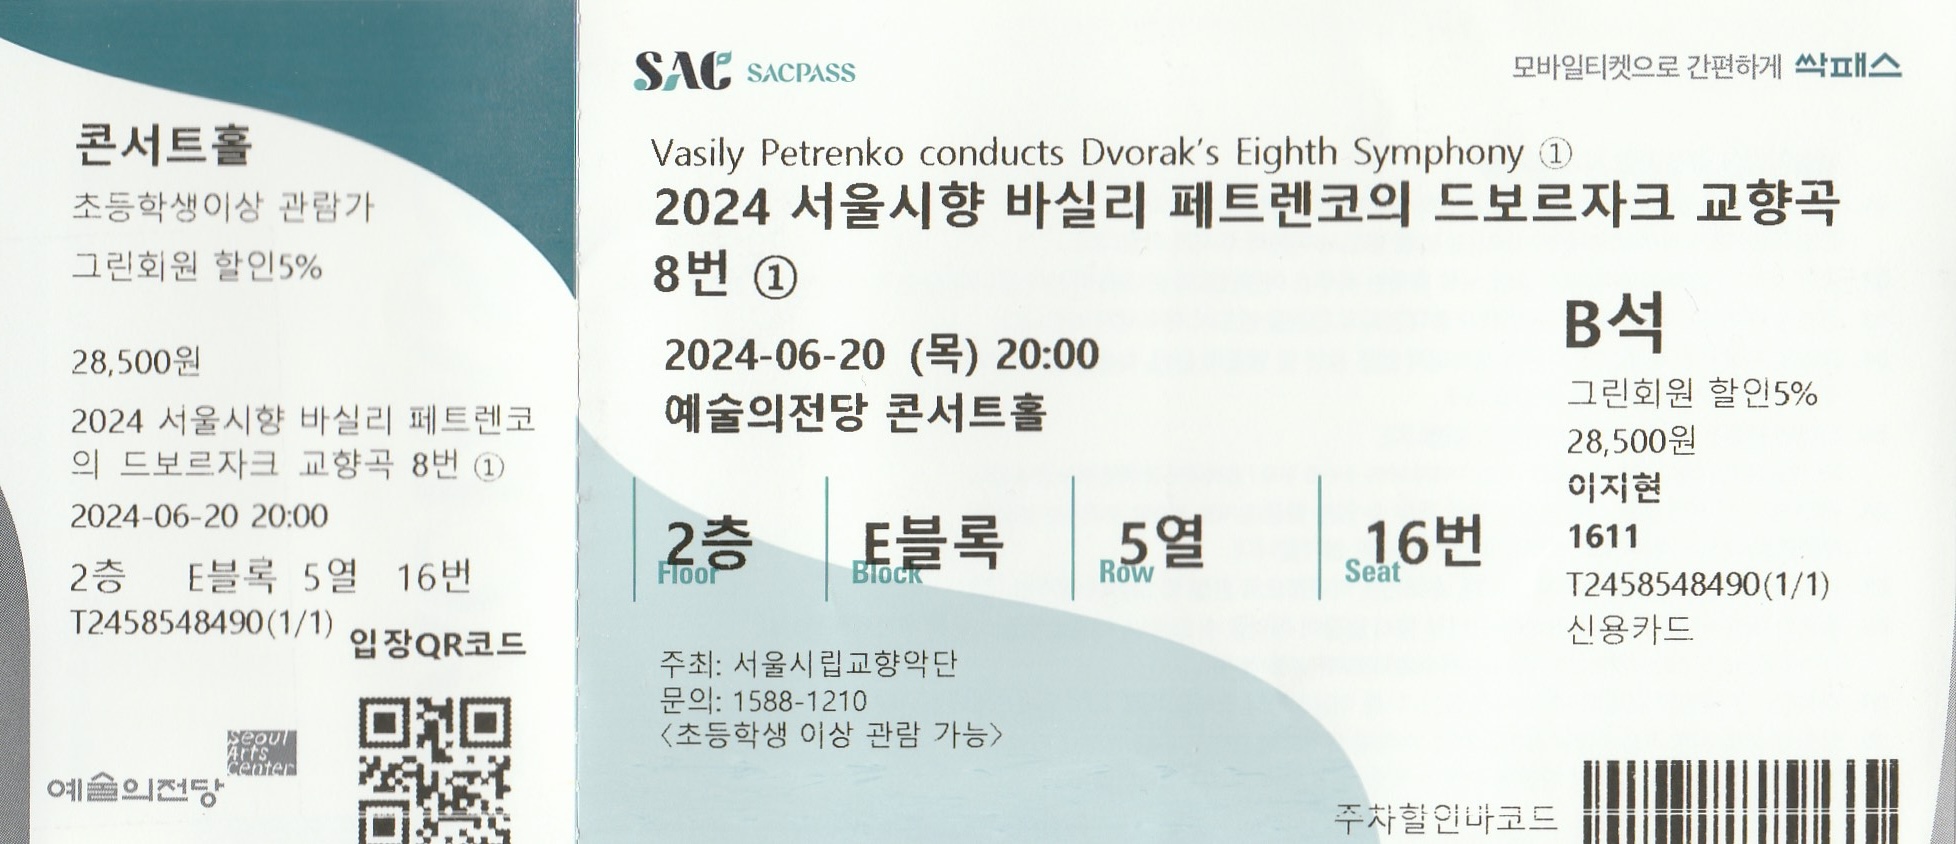 콘서트홀
초등학생이상 관람가
그린회원 할인5%
28,500원
2024 서울시향 바실리 페트렌코
의 드보르자크 교향곡 8번 ①
2024-06-20 20:00
2층 E블록 5열 16번
T2458548490(1/1)
입장QR코드
Seoul
Arts
Center
예술의전당
SAC SACPASS
모바일티켓으로 간편하게 싹패스
Vasily Petrenko conducts Dvorak's Eighth Symphony ①
2024 서울시향 바실리 페트렌코의 드보르자크 교향곡
8번 ①
2024-06-20 (목) 20:00
예술의전당 콘서트홀
2층 E블록 5열 16번
Floor Block Row Seat
주최: 서울시립교향악단
문의: 1588-1210
<초등학생 이상 관람 가능>
B석
그린회원 할인5%
28,500원
이지현
1611
T2458548490(1/1)
신용카드
주차할인바코드